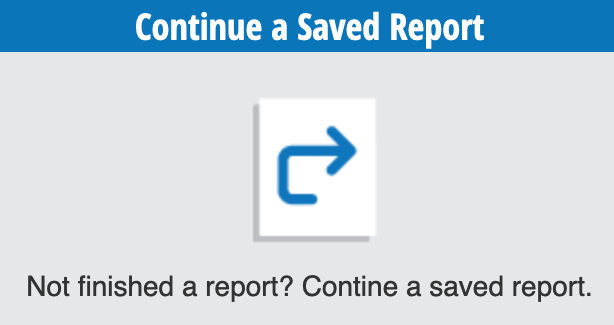 Continue a Saved Report
Not finished a report? Contine a saved report.